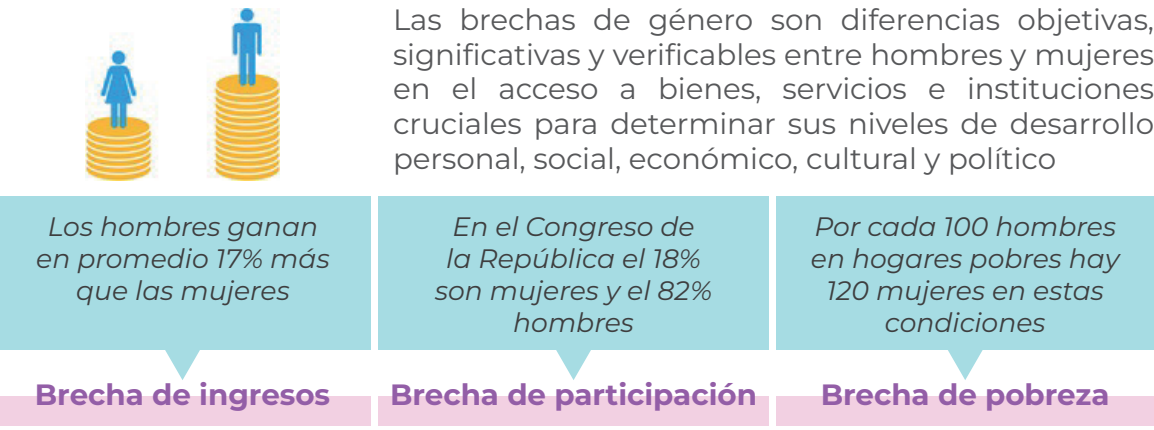 Las brechas de género son diferencias objetivas,
significativas y verificables entre hombres y mujeres
en el acceso a bienes, servicios e instituciones
cruciales para determinar sus niveles de desarrollo
personal, social, económico, cultural y político
Los hombres ganan
en promedio 17% más
que las mujeres
En el Congreso de
la República el 18%
son mujeres y el 82%
hombres
Por cada 100 hombres
en hogares pobres hay
120 mujeres en estas
condiciones
Brecha de ingresos
Brecha de participación
Brecha de pobreza